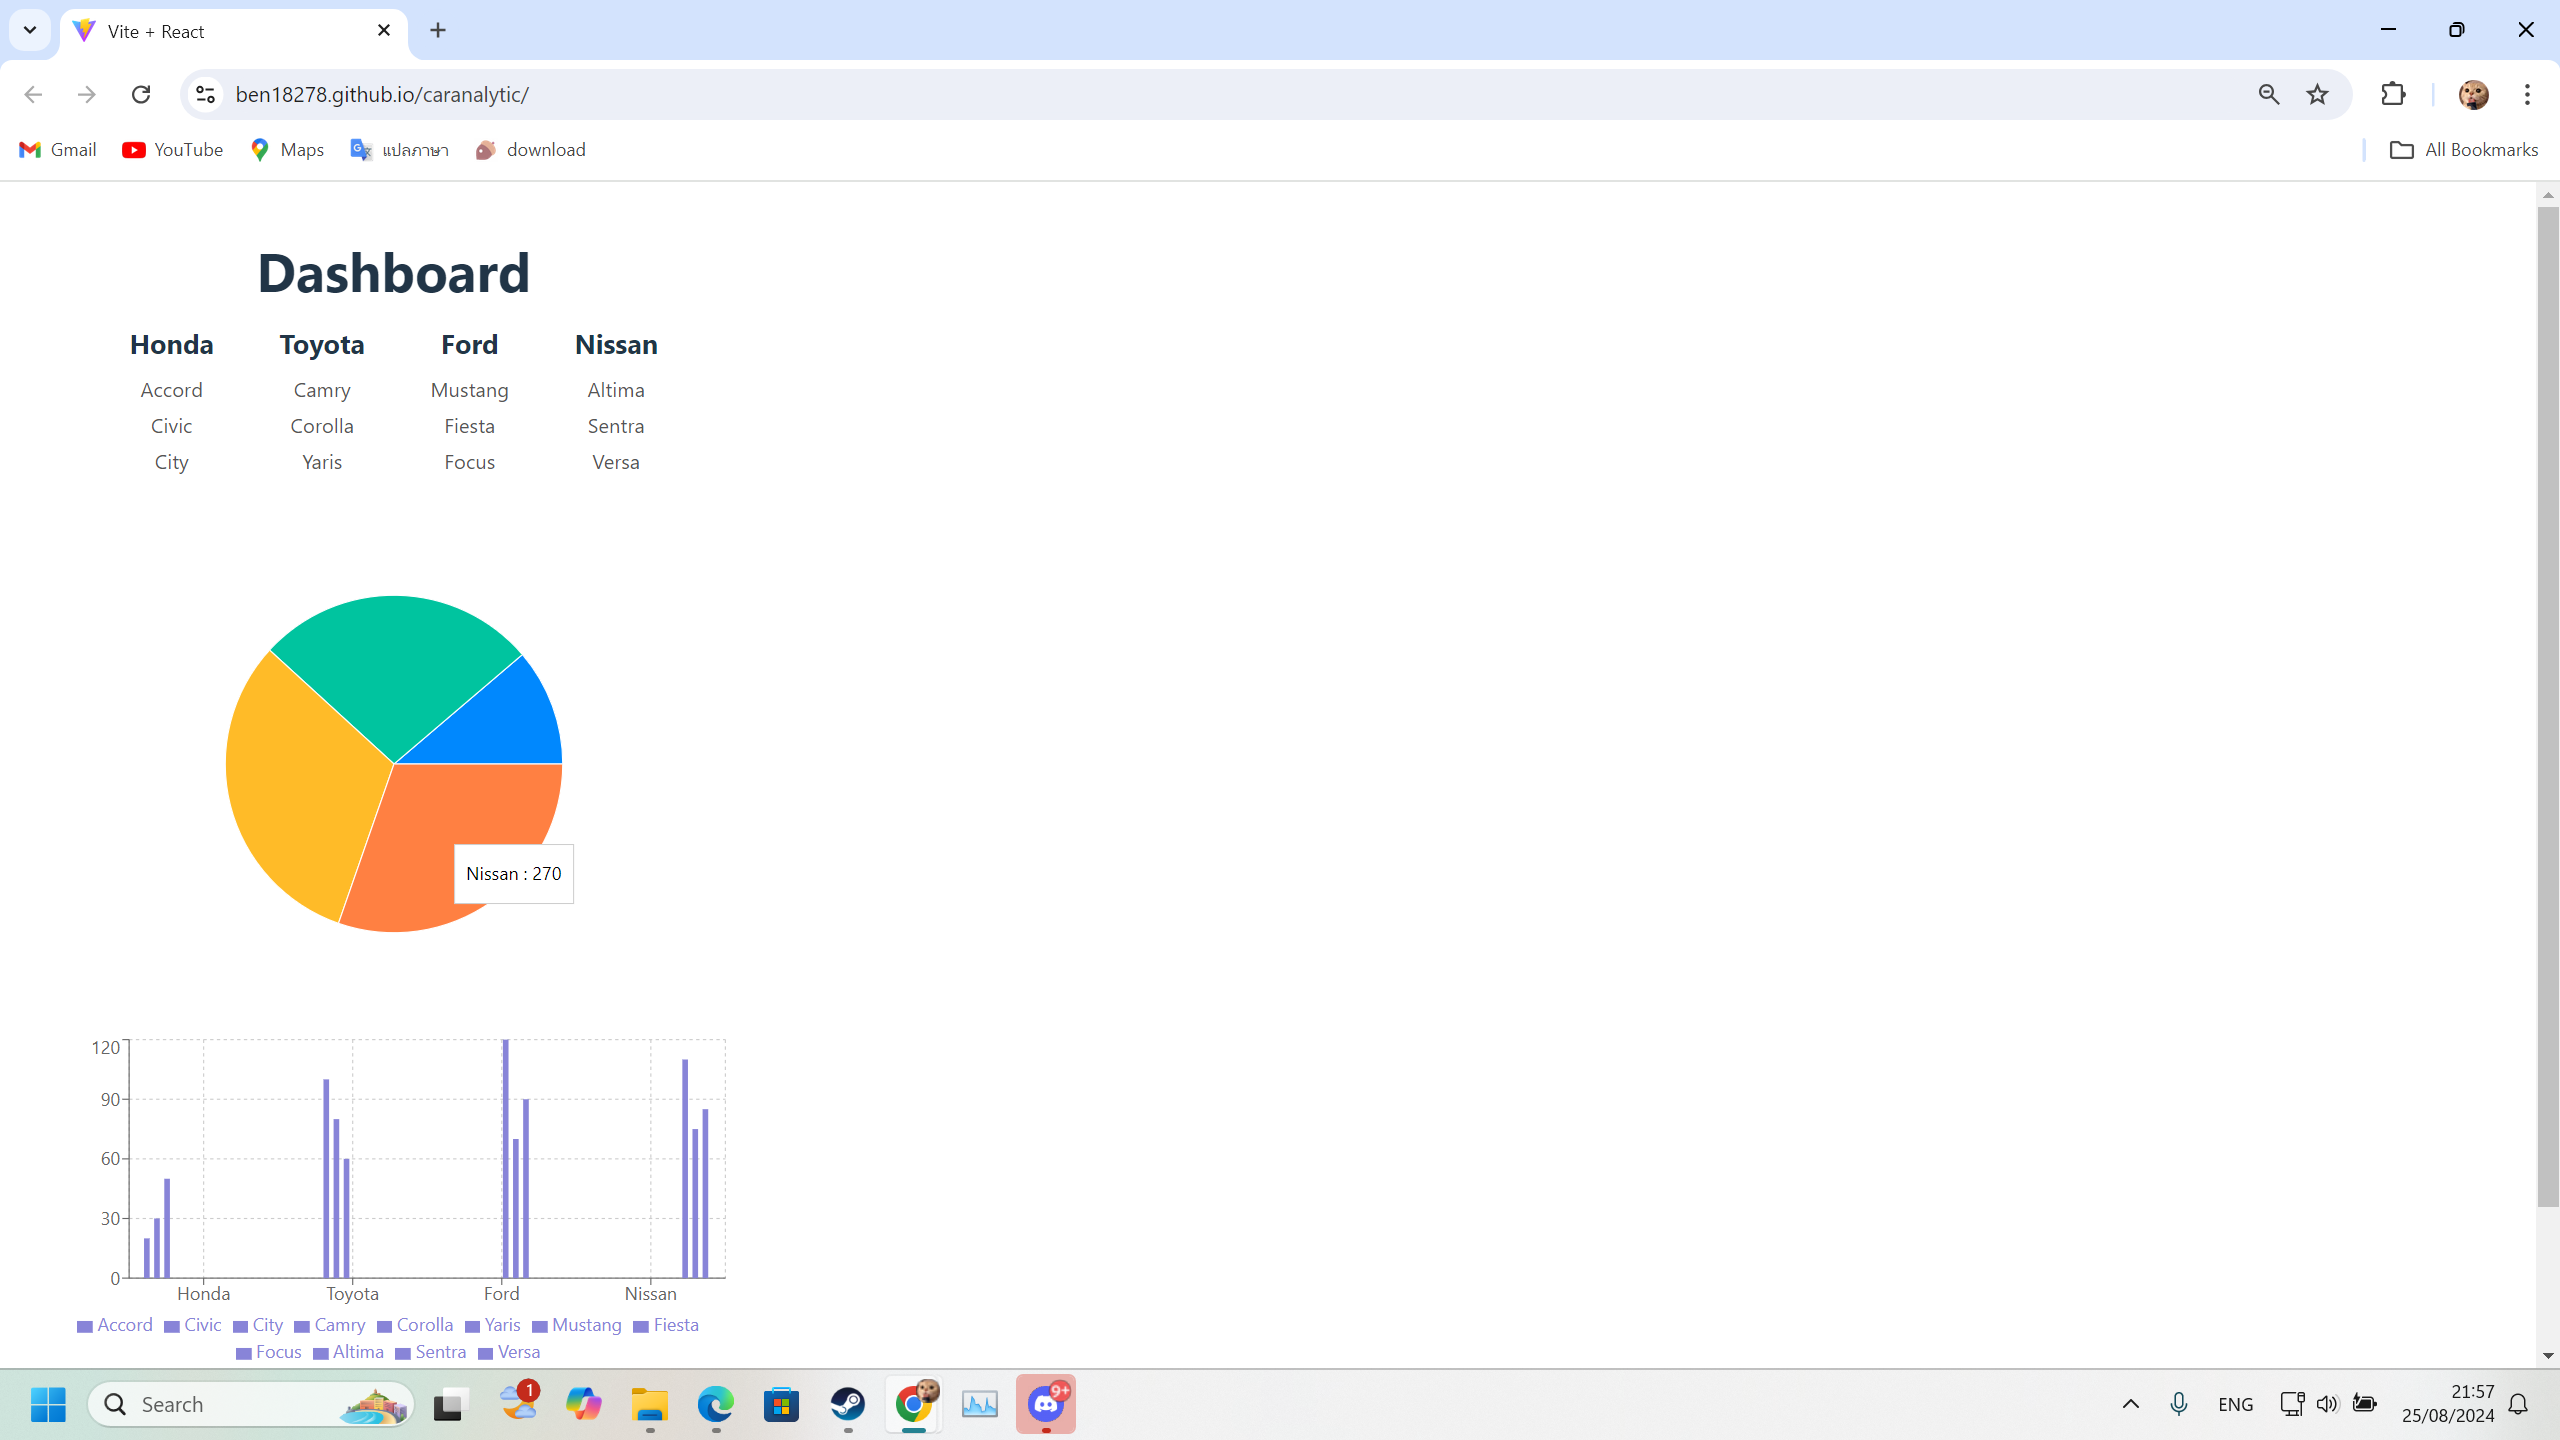 Vite + React
ben18278.github.io/caranalytic/
Gmail YouTube Maps แปลภาษา download All Bookmarks
Dashboard
Honda Toyota Ford Nissan
Accord Camry Mustang Altima
Civic Corolla Fiesta Sentra
City Yaris Focus Versa
Nissan : 270
120
90
60
30
0
Honda Toyota Ford Nissan
Accord Civic City Camry Corolla Yaris Mustang Fiesta
Focus Altima Sentra Versa
Search 1 9+ ENG 21:57
25/08/2024